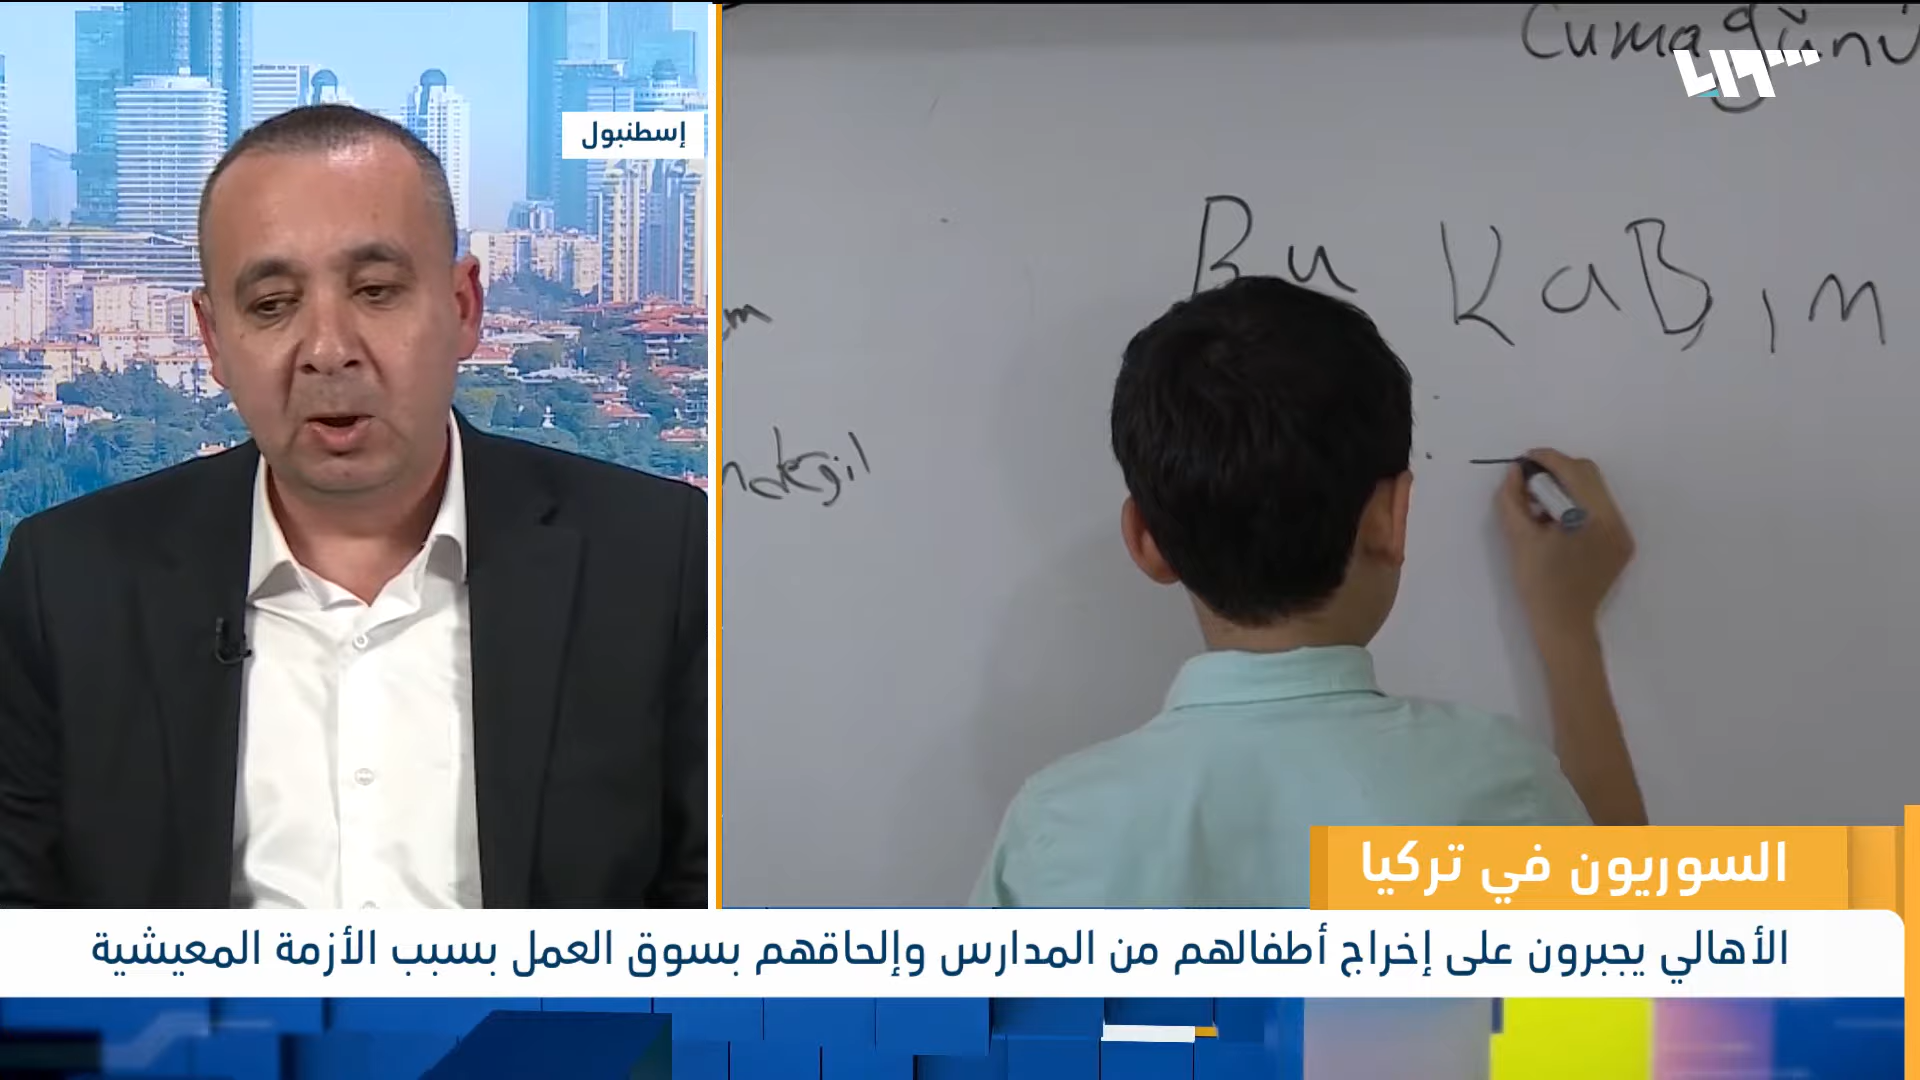 Cuma günü
إسطنبول
Bu KaBım
السوريون في تركيا
الأهالي يجبرون على إخراج أطفالهم من المدارس وإلحاقهم بسوق العمل بسبب الأزمة المعيشية